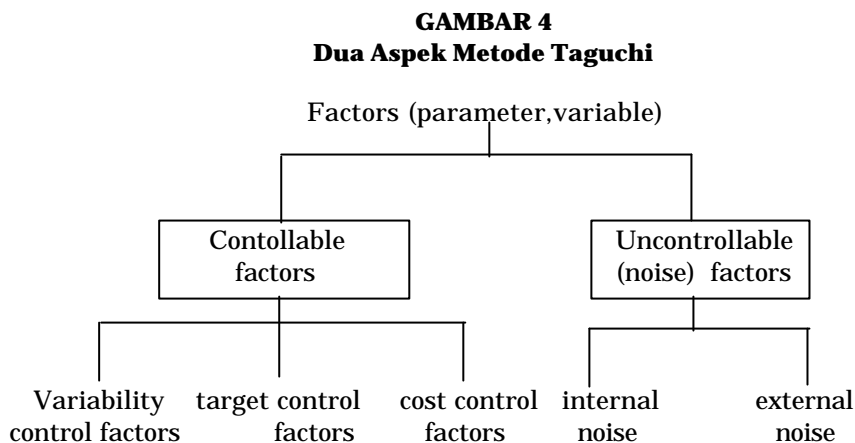 GAMBAR 4
Dua Aspek Metode Taguchi
Factors (parameter,variable)
Contollable
factors
Uncontrollable
(noise) factors
Variability
control factors
target control
factors
cost control
factors
internal
noise
external
noise